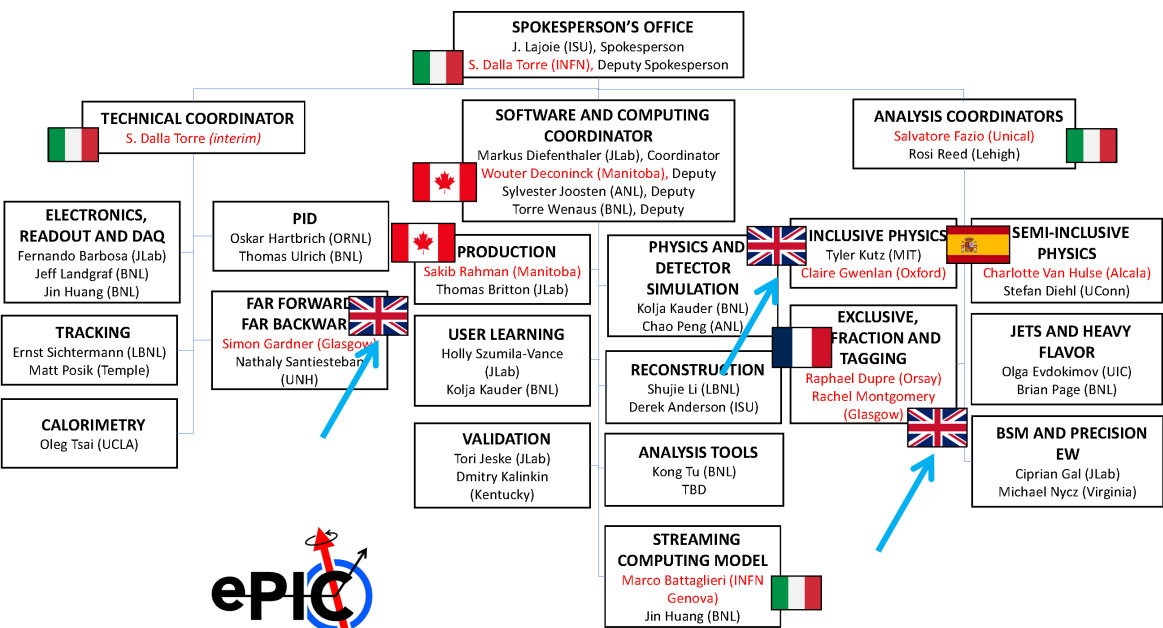 SPOKESPERSON'S OFFICE
J. Lajoie (ISU), Spokesperson
S. Dalla Torre (INFN), Deputy Spokesperson
TECHNICAL COORDINATOR
S. Dalla Torre (interim)
SOFTWARE AND COMPUTING
COORDINATOR
Markus Diefenthaler (JLab), Coordinator
Wouter Deconinck (Manitoba), Deputy
Sylvester Joosten (ANL), Deputy
Torre Wenaus (BNL), Deputy
ANALYSIS COORDINATORS
Salvatore Fazio (Unical)
Rosi Reed (Lehigh)
ELECTRONICS,
READOUT AND DAQ
Fernando Barbosa (JLab)
Jeff Landgraf (BNL)
Jin Huang (BNL)
PID
Oskar Hartbrich (ORNL)
Thomas Ulrich (BNL)
TRACKING
Ernst Sichtermann (LBNL)
Matt Posik (Temple)
FAR FORWARD
FAR BACKWAR
Simon Gardner (Glasgow)
Nathaly Santiesteban
(UNH)
CALORIMETRY
Oleg Tsai (UCLA)
PRODUCTION
Sakib Rahman (Manitoba)
Thomas Britton (JLab)
USER LEARNING
Holly Szumila-Vance
(JLab)
Kolja Kauder (BNL)
VALIDATION
Tori Jeske (JLab)
Dmitry Kalinkin
(Kentucky)
PHYSICS AND
DETECTOR
SIMULATION
Kolja Kauder (BNL)
Chao Peng (ANL)
RECONSTRUCTION
Shujie Li (LBNL)
Derek Anderson (ISU)
ANALYSIS TOOLS
Kong Tu (BNL)
TBD
STREAMING
COMPUTING MODEL
Marco Battaglieri (INFN
Genova)
Jin Huang (BNL)
INCLUSIVE PHYSICS
Tyler Kutz (MIT)
Claire Gwenlan (Oxford)
EXCLUSIVE,
FRACTION AND
TAGGING
Raphael Dupre (Orsay)
Rachel Montgomery
(Glasgow)
SEMI-INCLUSIVE
PHYSICS
Charlotte Van Hulse (Alcala)
Stefan Diehl (UConn)
JETS AND HEAVY
FLAVOR
Olga Evdokimov (UIC)
Brian Page (BNL)
BSM AND PRECISION
EW
Ciprian Gal (JLab)
Michael Nycz (Virginia)
ePIC